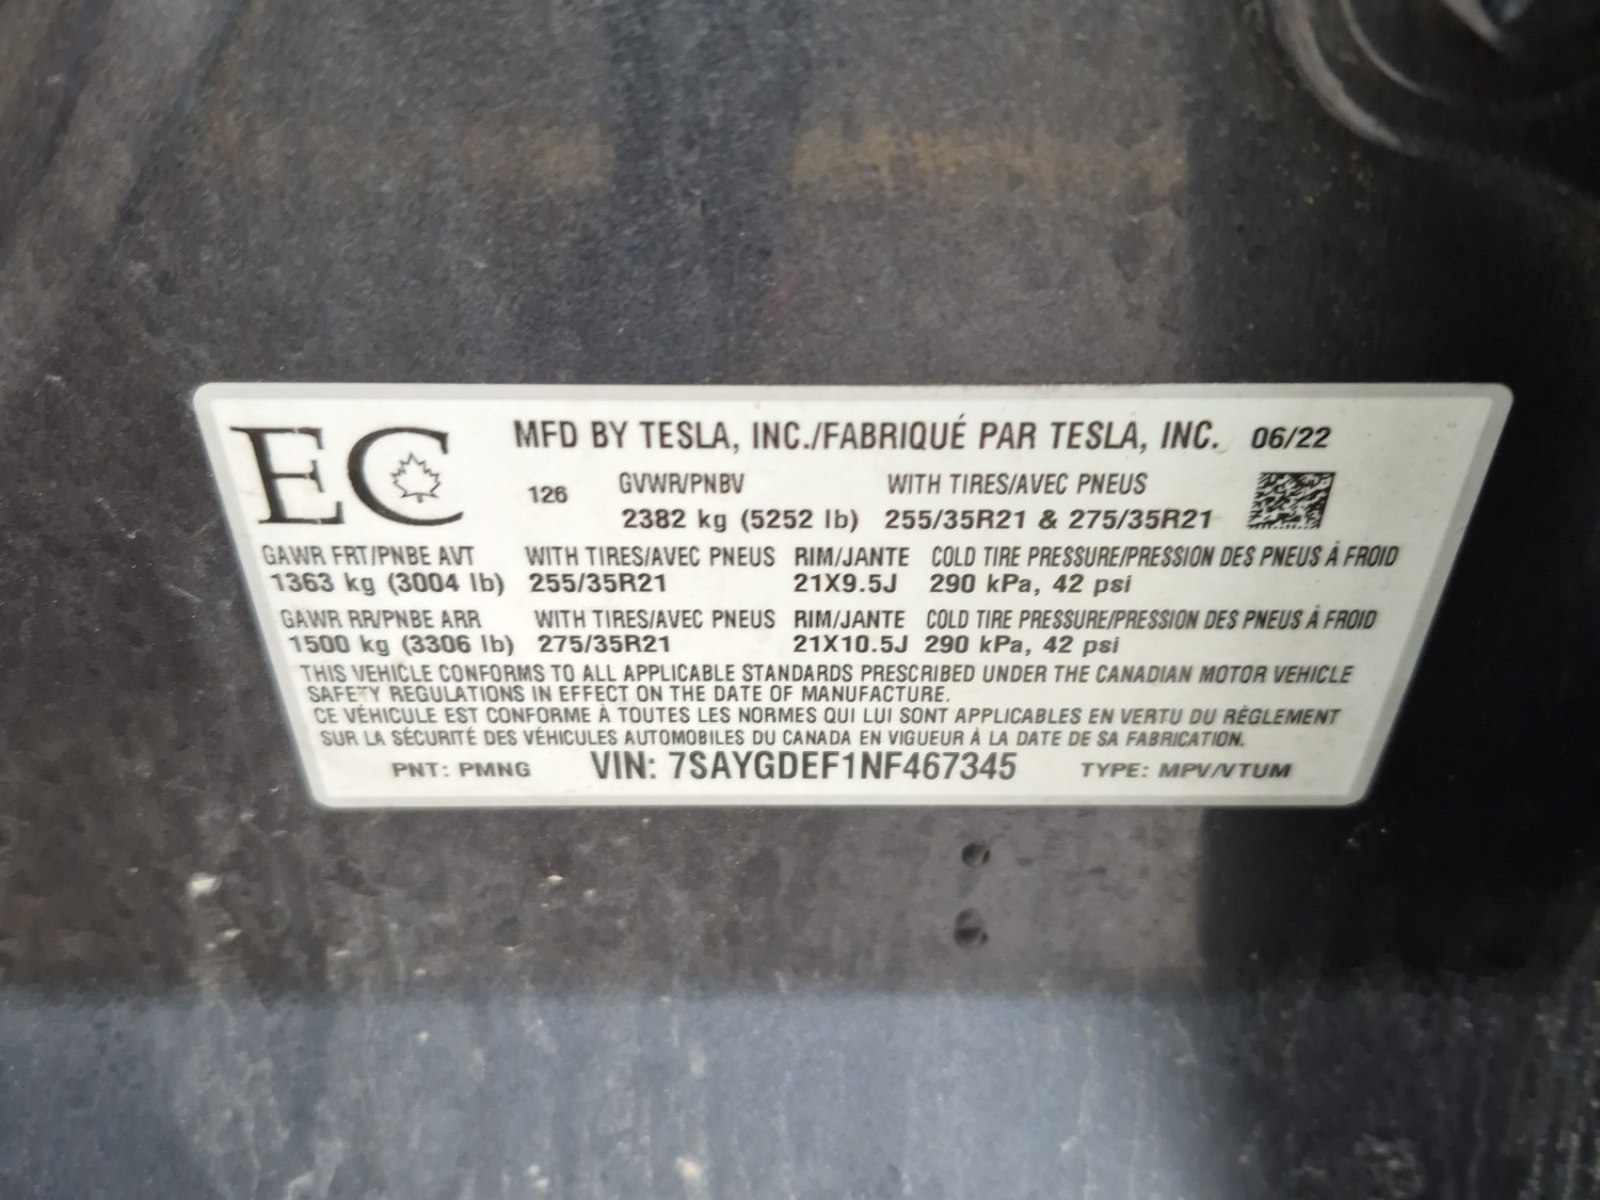 EC
MFD BY TESLA, INC./FABRIQUÉ PAR TESLA, INC. 06/22
126 GVWR/PNBV WITH TIRES/AVEC PNEUS
2382 kg (5252 lb) 255/35R21 & 275/35R21
GAWR FRT/PNBE AVT WITH TIRES/AVEC PNEUS RIM/JANTE COLD TIRE PRESSURE/PRESSION DES PNEUS À FROID
1363 kg (3004 lb) 255/35R21 21X9.5J 290 kPa, 42 psi
GAWR RR/PNBE ARR WITH TIRES/AVEC PNEUS RIM/JANTE COLD TIRE PRESSURE/PRESSION DES PNEUS À FROID
1500 kg (3306 lb) 275/35R21 21X10.5J 290 kPa, 42 psi
THIS VEHICLE CONFORMS TO ALL APPLICABLE STANDARDS PRESCRIBED UNDER THE CANADIAN MOTOR VEHICLE
SAFETY REGULATIONS IN EFFECT ON THE DATE OF MANUFACTURE.
CE VÉHICULE EST CONFORME À TOUTES LES NORMES QUI LUI SONT APPLICABLES EN VERTU DU RÈGLEMENT
SUR LA SÉCURITÉ DES VÉHICULES AUTOMOBILES DU CANADA EN VIGUEUR À LA DATE DE SA FABRICATION.
PNT: PMNG VIN: 7SAYGDEF1NF467345 TYPE: MPV/VTUM